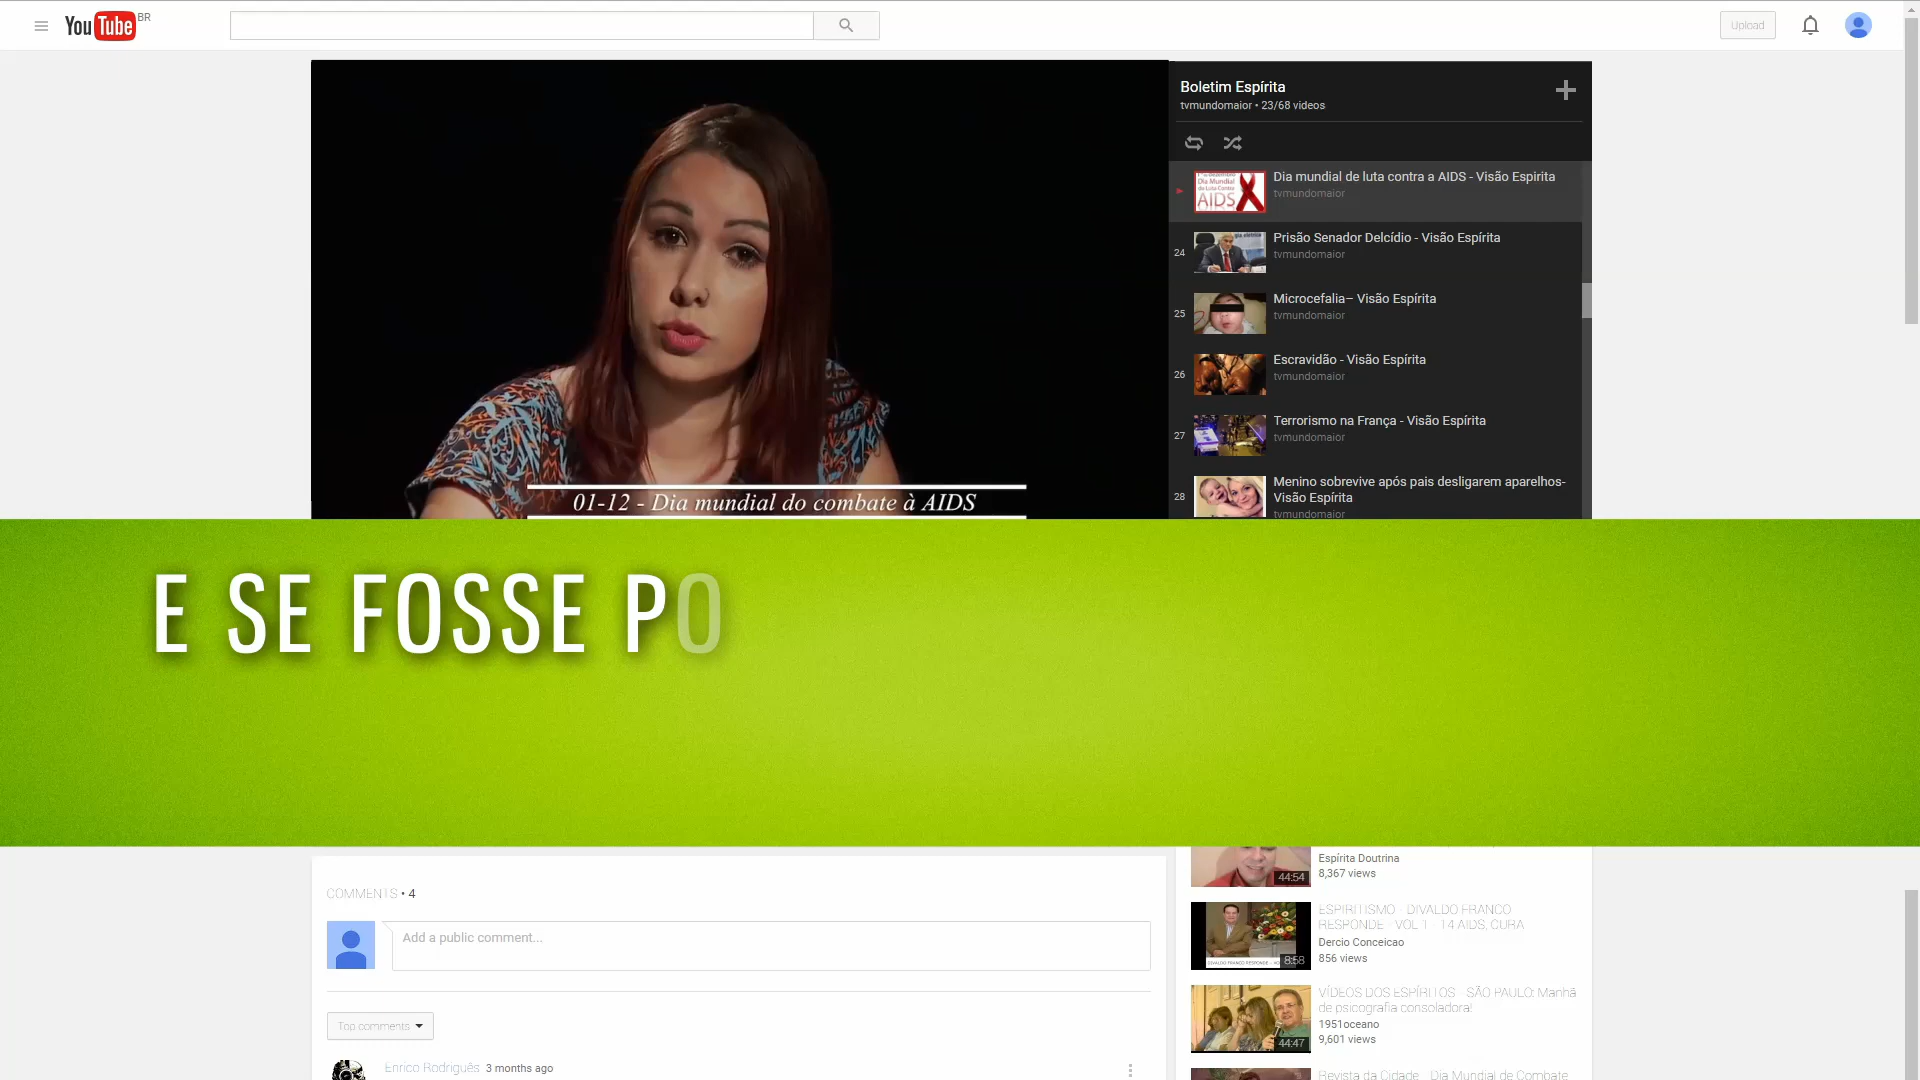 YouTube BR
Upload
01-12 - Dia mundial do combate à AIDS
Boletim Espírita
tvmundomaior • 23/68 videos
Dia Mundial
da Luta Contra
AIDS
Dia mundial de luta contra a AIDS - Visão Espirita
tvmundomaior
24
Prisão Senador Delcídio - Visão Espírita
tvmundomaior
25
Microcefalia– Visão Espírita
tvmundomaior
26
Escravidão - Visão Espírita
tvmundomaior
27
Terrorismo na França - Visão Espírita
tvmundomaior
28
Menino sobrevive após pais desligarem aparelhos-
Visão Espírita
tvmundomaior
E SE FOSSE PO
COMMENTS • 4
Add a public comment...
Top comments
Enrico Rodriguês 3 months ago
44:54
Espírita Doutrina
8,367 views
8:58
ESPIRITISMO - DIVALDO FRANCO
RESPONDE - VOL 1 - 14 AIDS, CURA
Dercio Conceicao
856 views
44:47
VÍDEOS DOS ESPÍRITOS - SÃO PAULO: Manhã
de psicografia consoladora!
1951oceano
9,601 views
Revista da Cidade - Dia Mundial de Combate